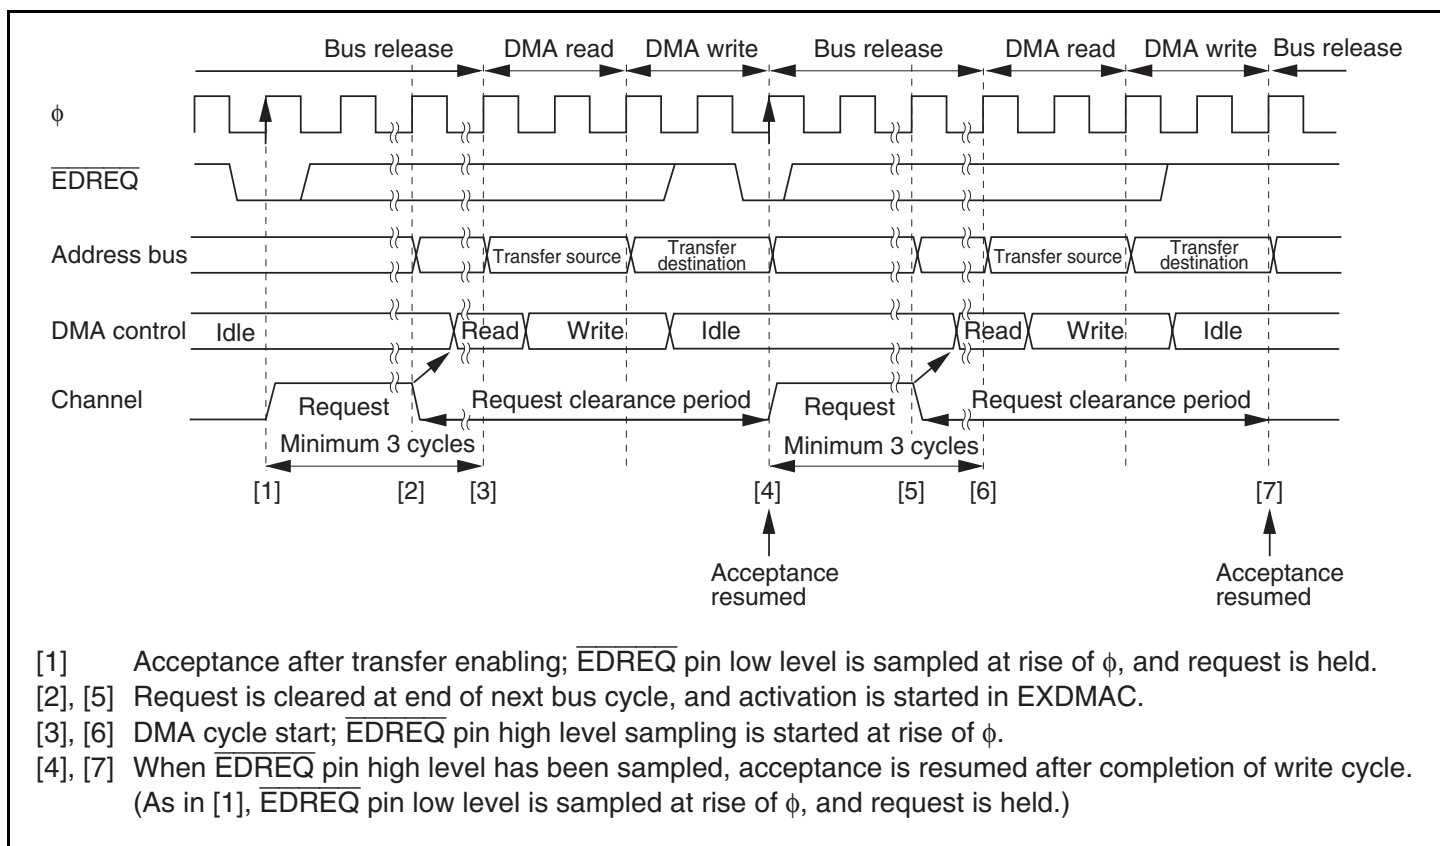 Bus release DMA read DMA write Bus release DMA read DMA write Bus release
ϕ
EDREQ
Address bus Transfer source Transfer destination Transfer source Transfer destination
DMA control Idle Read Write Idle Read Write Idle
Channel Request Request clearance period Request Request clearance period
Minimum 3 cycles Minimum 3 cycles
[1] [2] [3] [4] [5] [6] [7]
Acceptance Acceptance
resumed resumed
[1] Acceptance after transfer enabling; EDREQ pin low level is sampled at rise of ϕ, and request is held.
[2], [5] Request is cleared at end of next bus cycle, and activation is started in EXDMAC.
[3], [6] DMA cycle start; EDREQ pin high level sampling is started at rise of ϕ.
[4], [7] When EDREQ pin high level has been sampled, acceptance is resumed after completion of write cycle.
(As in [1], EDREQ pin low level is sampled at rise of ϕ, and request is held.)